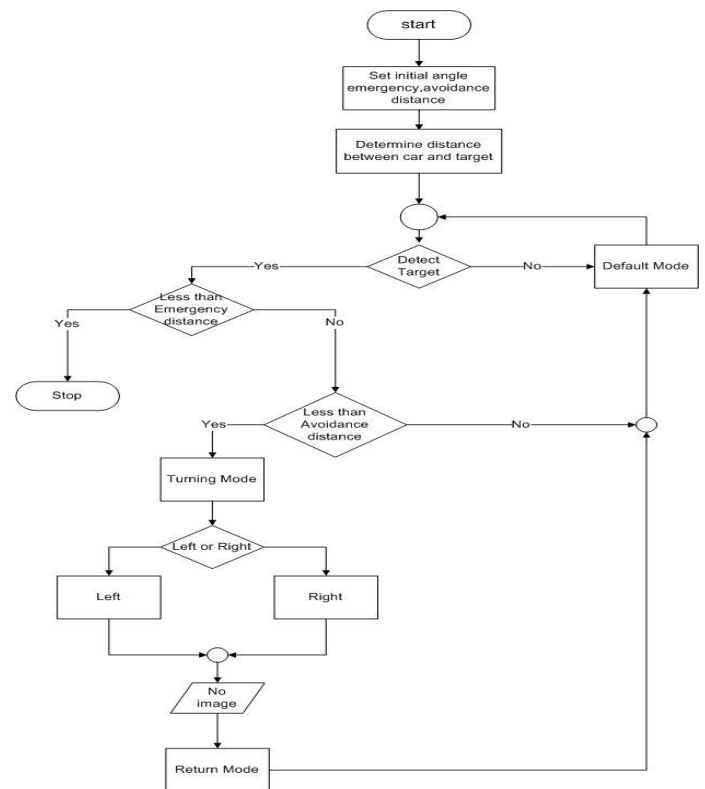 start
Set initial angle
emergency,avoidance
distance
Determine distance
between car and target
Detect
Target
Yes
No
Default Mode
Less than
Emergency
distance
Yes
No
Stop
Less than
Avoidance
distance
Yes
No
Turning Mode
Left or Right
Left
Right
No
image
Return Mode